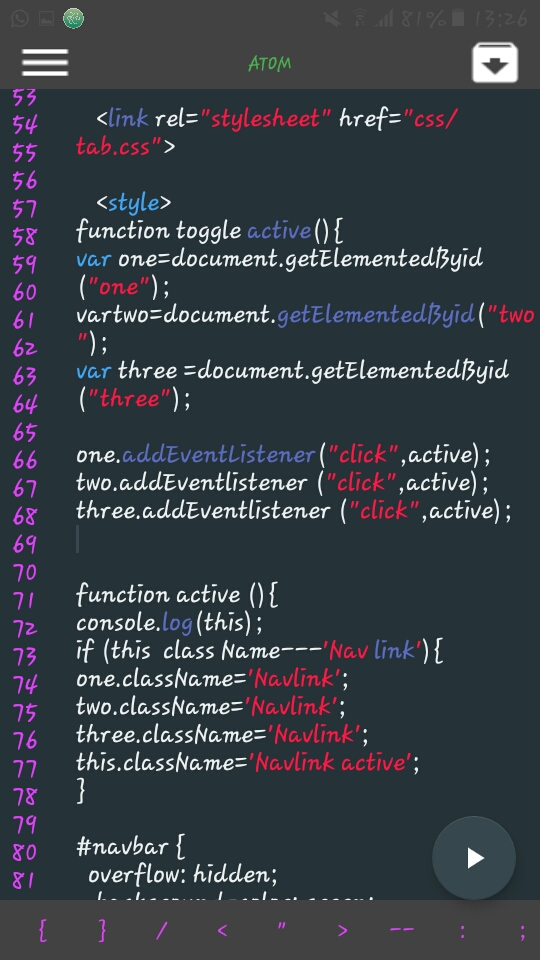 81% 13:26
ATOM
53
54 <link rel="stylesheet" href="css/
55 tab.css">
56
57 <style>
58 function toggle active(){
59 var one=document.getElementedByid
60 ("one");
61 vartwo=document.getElementedByid("two
62 ");
63 var three =document.getElementedByid
64 ("three");
65
66 one.addEventListener("click",active);
67 two.addEventlistener ("click",active);
68 three.addEventlistener ("click",active);
69
70
71 function active (){
72 console.log(this);
73 if (this class Name---'Nav link'){
74 one.className='Navlink';
75 two.className='Navlink';
76 three.className='Navlink';
77 this.className='Navlink active';
78 }
79
80 #navbar {
81 overflow: hidden;
{ } / < " > -- : ;